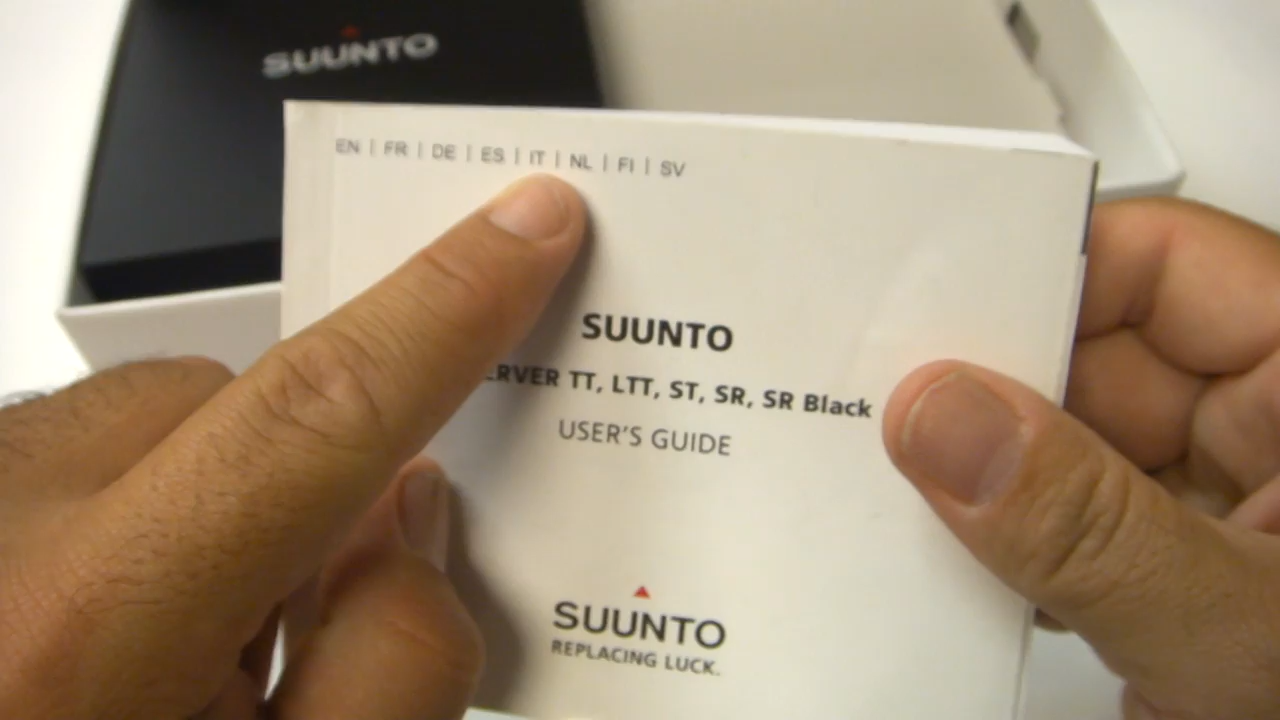 SUUNTO
EN | FR | DE | ES | IT | NL | FI | SV
SUUNTO
TT, LTT, ST, SR, SR Black
USER'S GUIDE
SUUNTO
REPLACING LUCK.